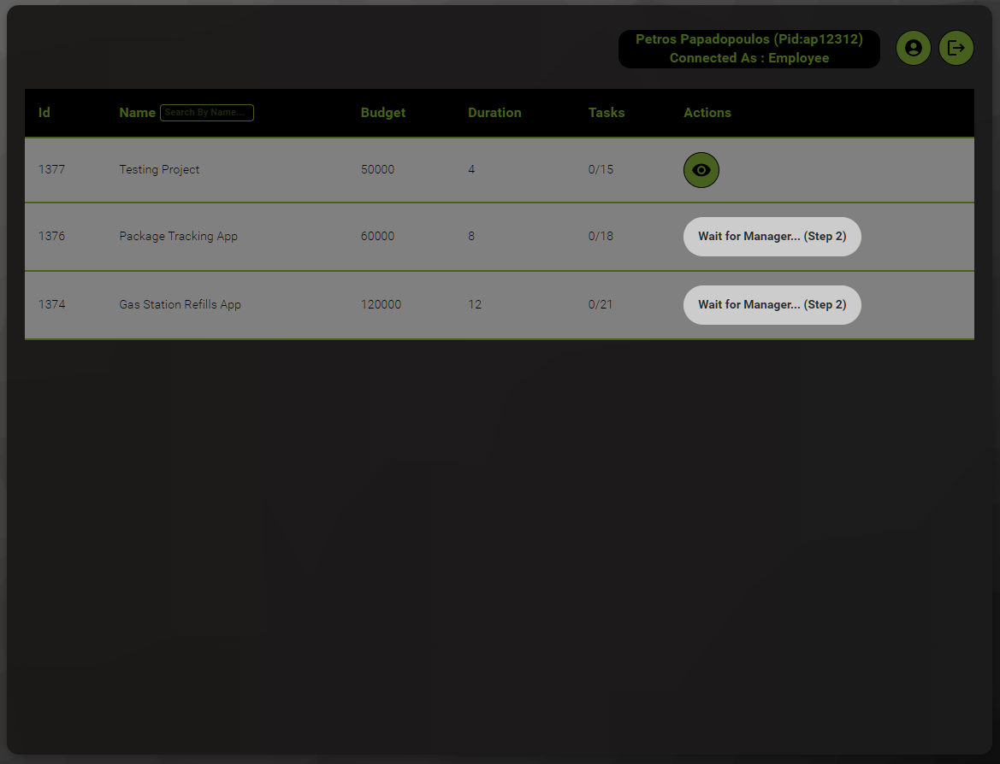 Petros Papadopoulos (Pid:ap12312)
Connected As : Employee
Id Name Search By Name... Budget Duration Tasks Actions
1377 Testing Project 50000 4 0/15
1376 Package Tracking App 60000 8 0/18 Wait for Manager... (Step 2)
1374 Gas Station Refills App 120000 12 0/21 Wait for Manager... (Step 2)